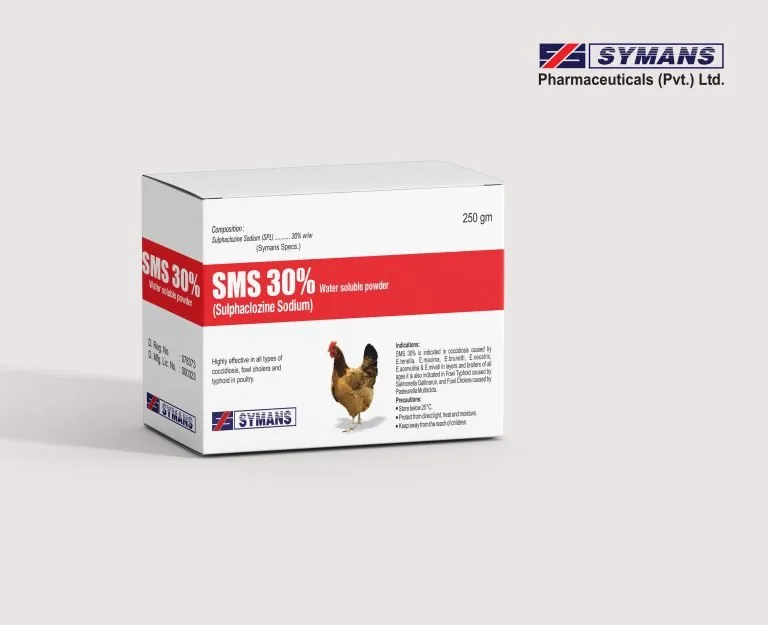 SYMANS
Pharmaceuticals (Pvt.) Ltd.
250 gm
Composition :
Sulphaclozine Sodium (SPL) .......... 30% w/w
(Symans Specs.)
SMS 30%
Water soluble powder
(Sulphaclozine Sodium)
SMS 30%
Water soluble powder
D. Reg. No. : 078373
D. Mfg. Lic. No. :
SYMANS
Highly effective in all types of
coccidiosis, fowl cholera and
typhoid in poultry.
SYMANS
Indications:
SMS 30% is indicated in coccidiosis caused by
E.tenella, E.maxima, E.brunetti, E.necatrix,
E.acervulina & E.mivati in layers and broilers of all
ages it is also indicated in Fowl Typhoid caused by
Salmonella Gallinarun, and Fowl Cholera caused by
Pasteurella Multocida.
Precautions:
• Store below 25°C.
• Protect from direct light, heat and moisture.
• Keep away from the reach of children.